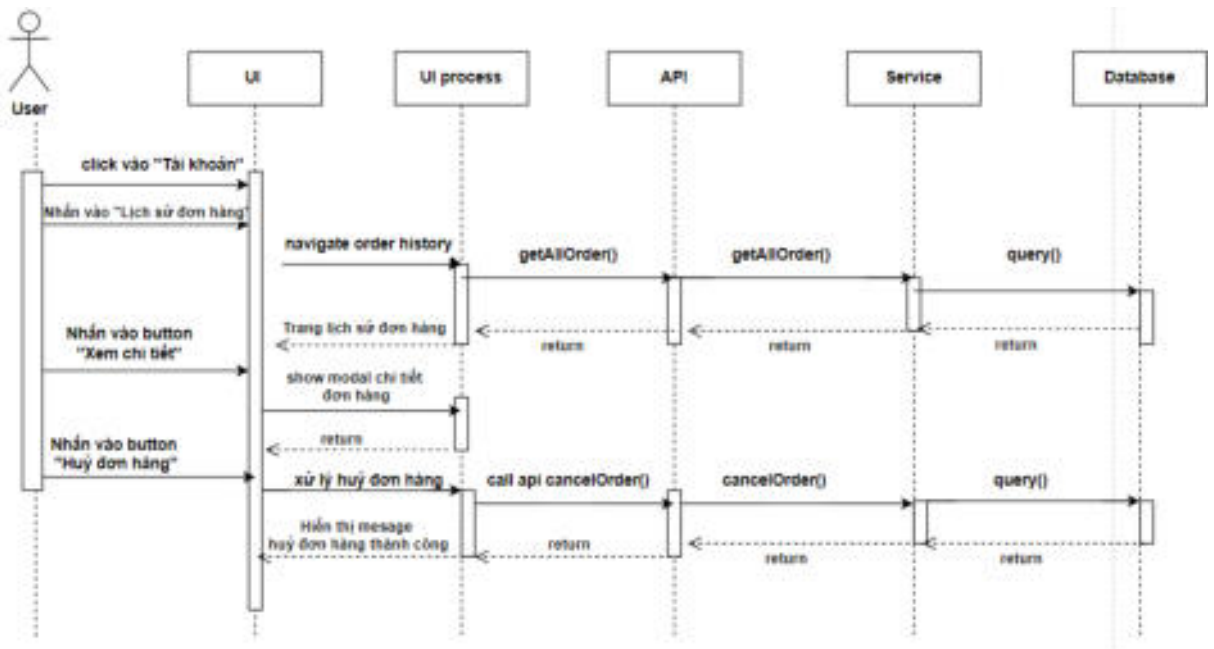 User
UI
UI process
API
Service
Database
click vào "Tài khoản"
Nhấn vào "Lịch sử đơn hàng"
navigate order history
getAllOrder()
getAllOrder()
query()
Trang lịch sử đơn hàng
return
return
return
Nhấn vào button
"Xem chi tiết"
show modal chi tiết
đơn hàng
return
Nhấn vào button
"Huỷ đơn hàng"
xử lý huỷ đơn hàng
call api cancelOrder()
cancelOrder()
query()
Hiển thị mesage
huỷ đơn hàng thành công
return
return
return